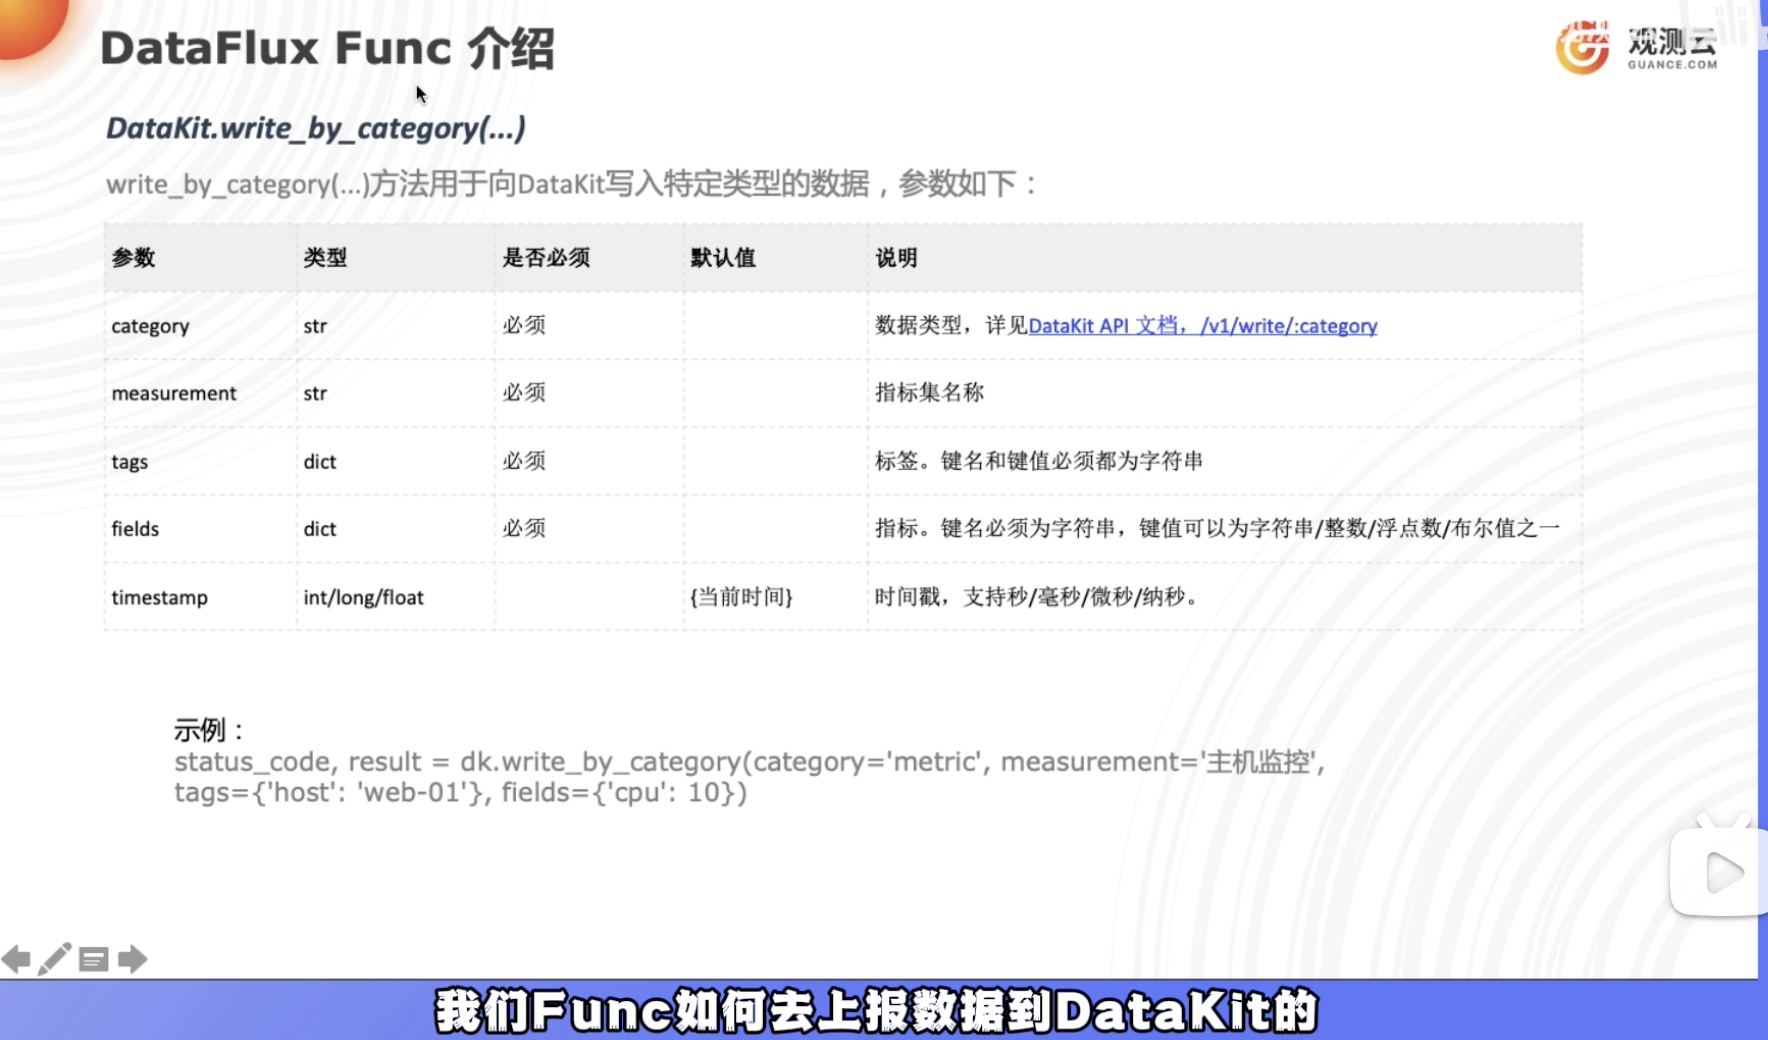 DataFlux Func 介绍
观测云
GUANCE.COM
DataKit.write_by_category(...)
write_by_category(...)方法用于向DataKit写入特定类型的数据，参数如下：
参数 类型 是否必须 默认值 说明
category str 必须 数据类型，详见DataKit API 文档，/v1/write/:category
measurement str 必须 指标集名称
tags dict 必须 标签。键名和键值必须都为字符串
fields dict 必须 指标。键名必须为字符串，键值可以为字符串/整数/浮点数/布尔值之一
timestamp int/long/float {当前时间} 时间戳，支持秒/毫秒/微秒/纳秒。
示例：
status_code, result = dk.write_by_category(category='metric', measurement='主机监控',
tags={'host': 'web-01'}, fields={'cpu': 10})
我们Func如何去上报数据到DataKit的